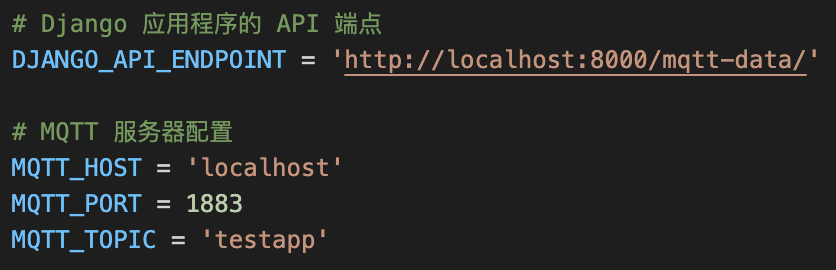 # Django 应用程序的 API 端点
DJANGO_API_ENDPOINT = 'http://localhost:8000/mqtt-data/'
# MQTT 服务器配置
MQTT_HOST = 'localhost'
MQTT_PORT = 1883
MQTT_TOPIC = 'testapp'